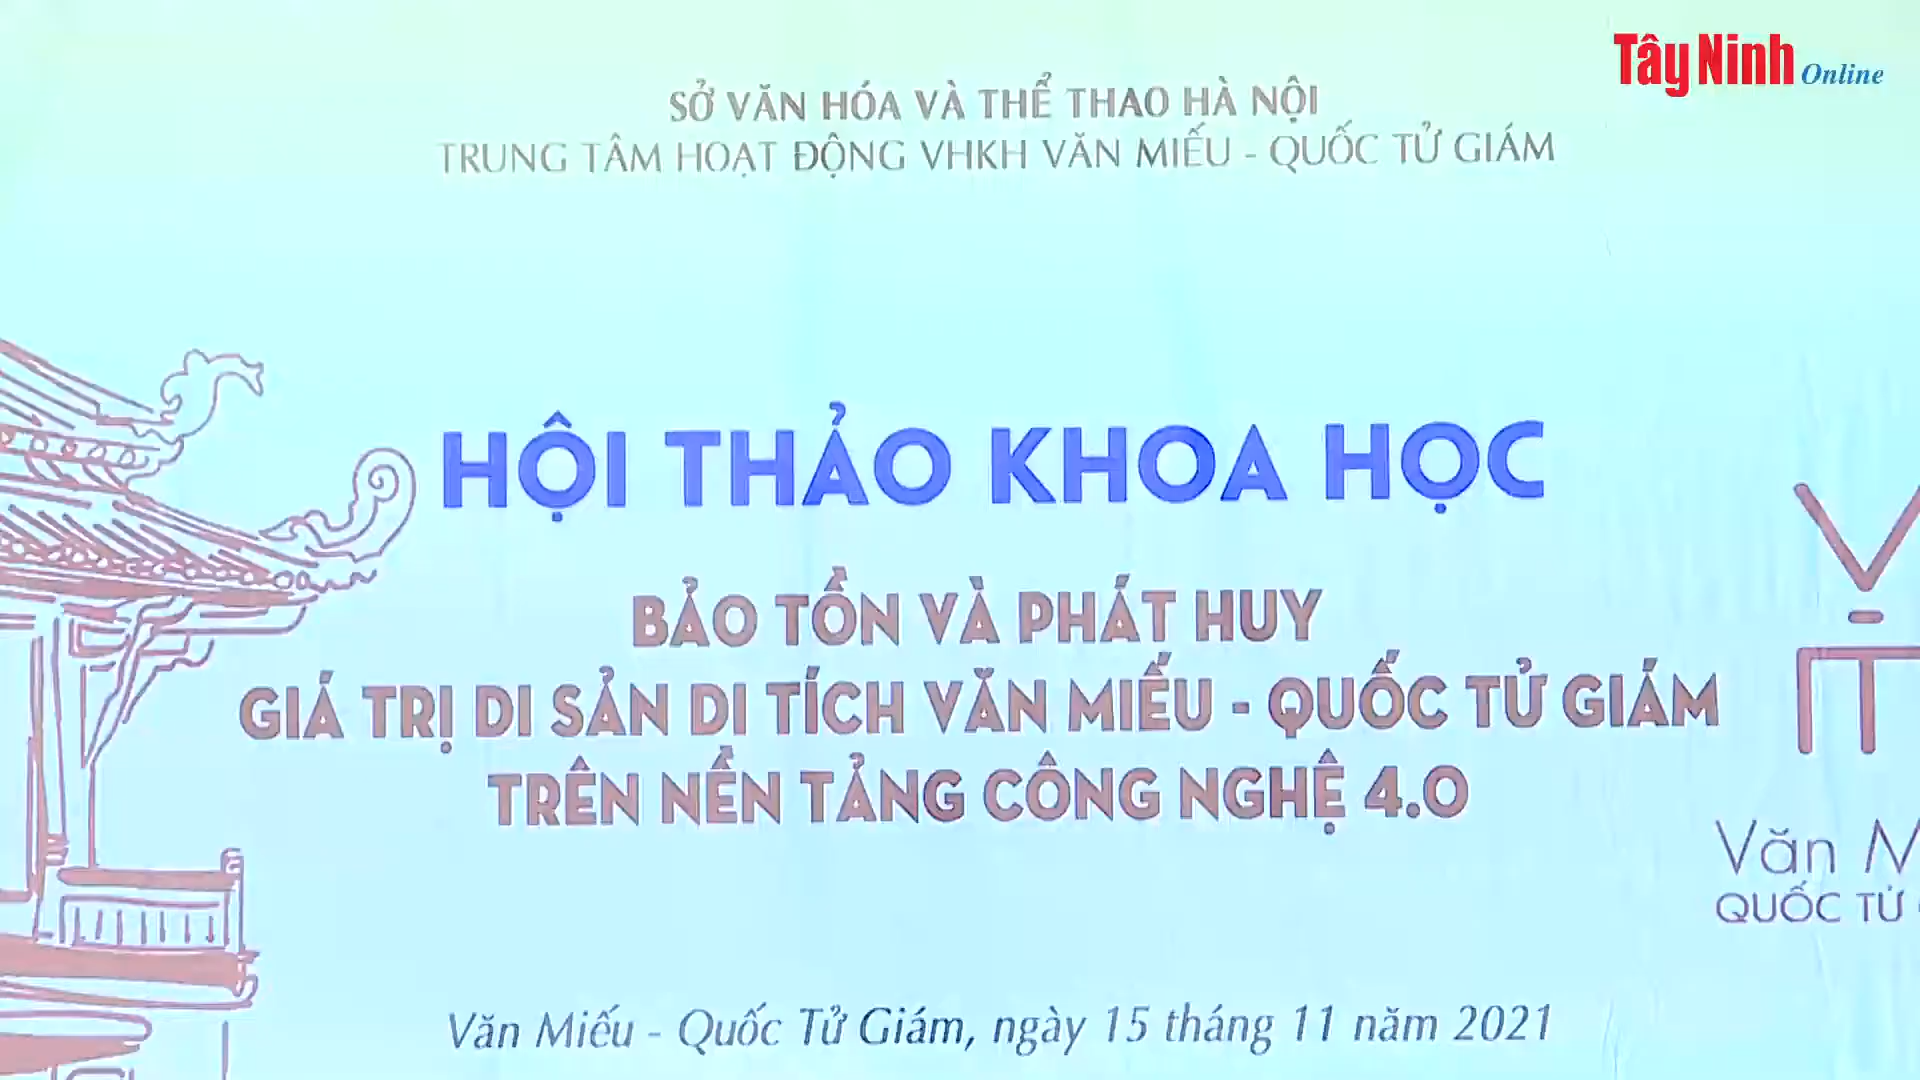 Tây Ninh Online
SỞ VĂN HÓA VÀ THỂ THAO HÀ NỘI
TRUNG TÂM HOẠT ĐỘNG VHKH VĂN MIẾU - QUỐC TỬ GIÁM
HỘI THẢO KHOA HỌC
BẢO TỒN VÀ PHÁT HUY
GIÁ TRỊ DI SẢN DI TÍCH VĂN MIẾU - QUỐC TỬ GIÁM
TRÊN NỀN TẢNG CÔNG NGHỆ 4.0
Văn M
QUỐC TỬ
Văn Miếu - Quốc Tử Giám, ngày 15 tháng 11 năm 2021